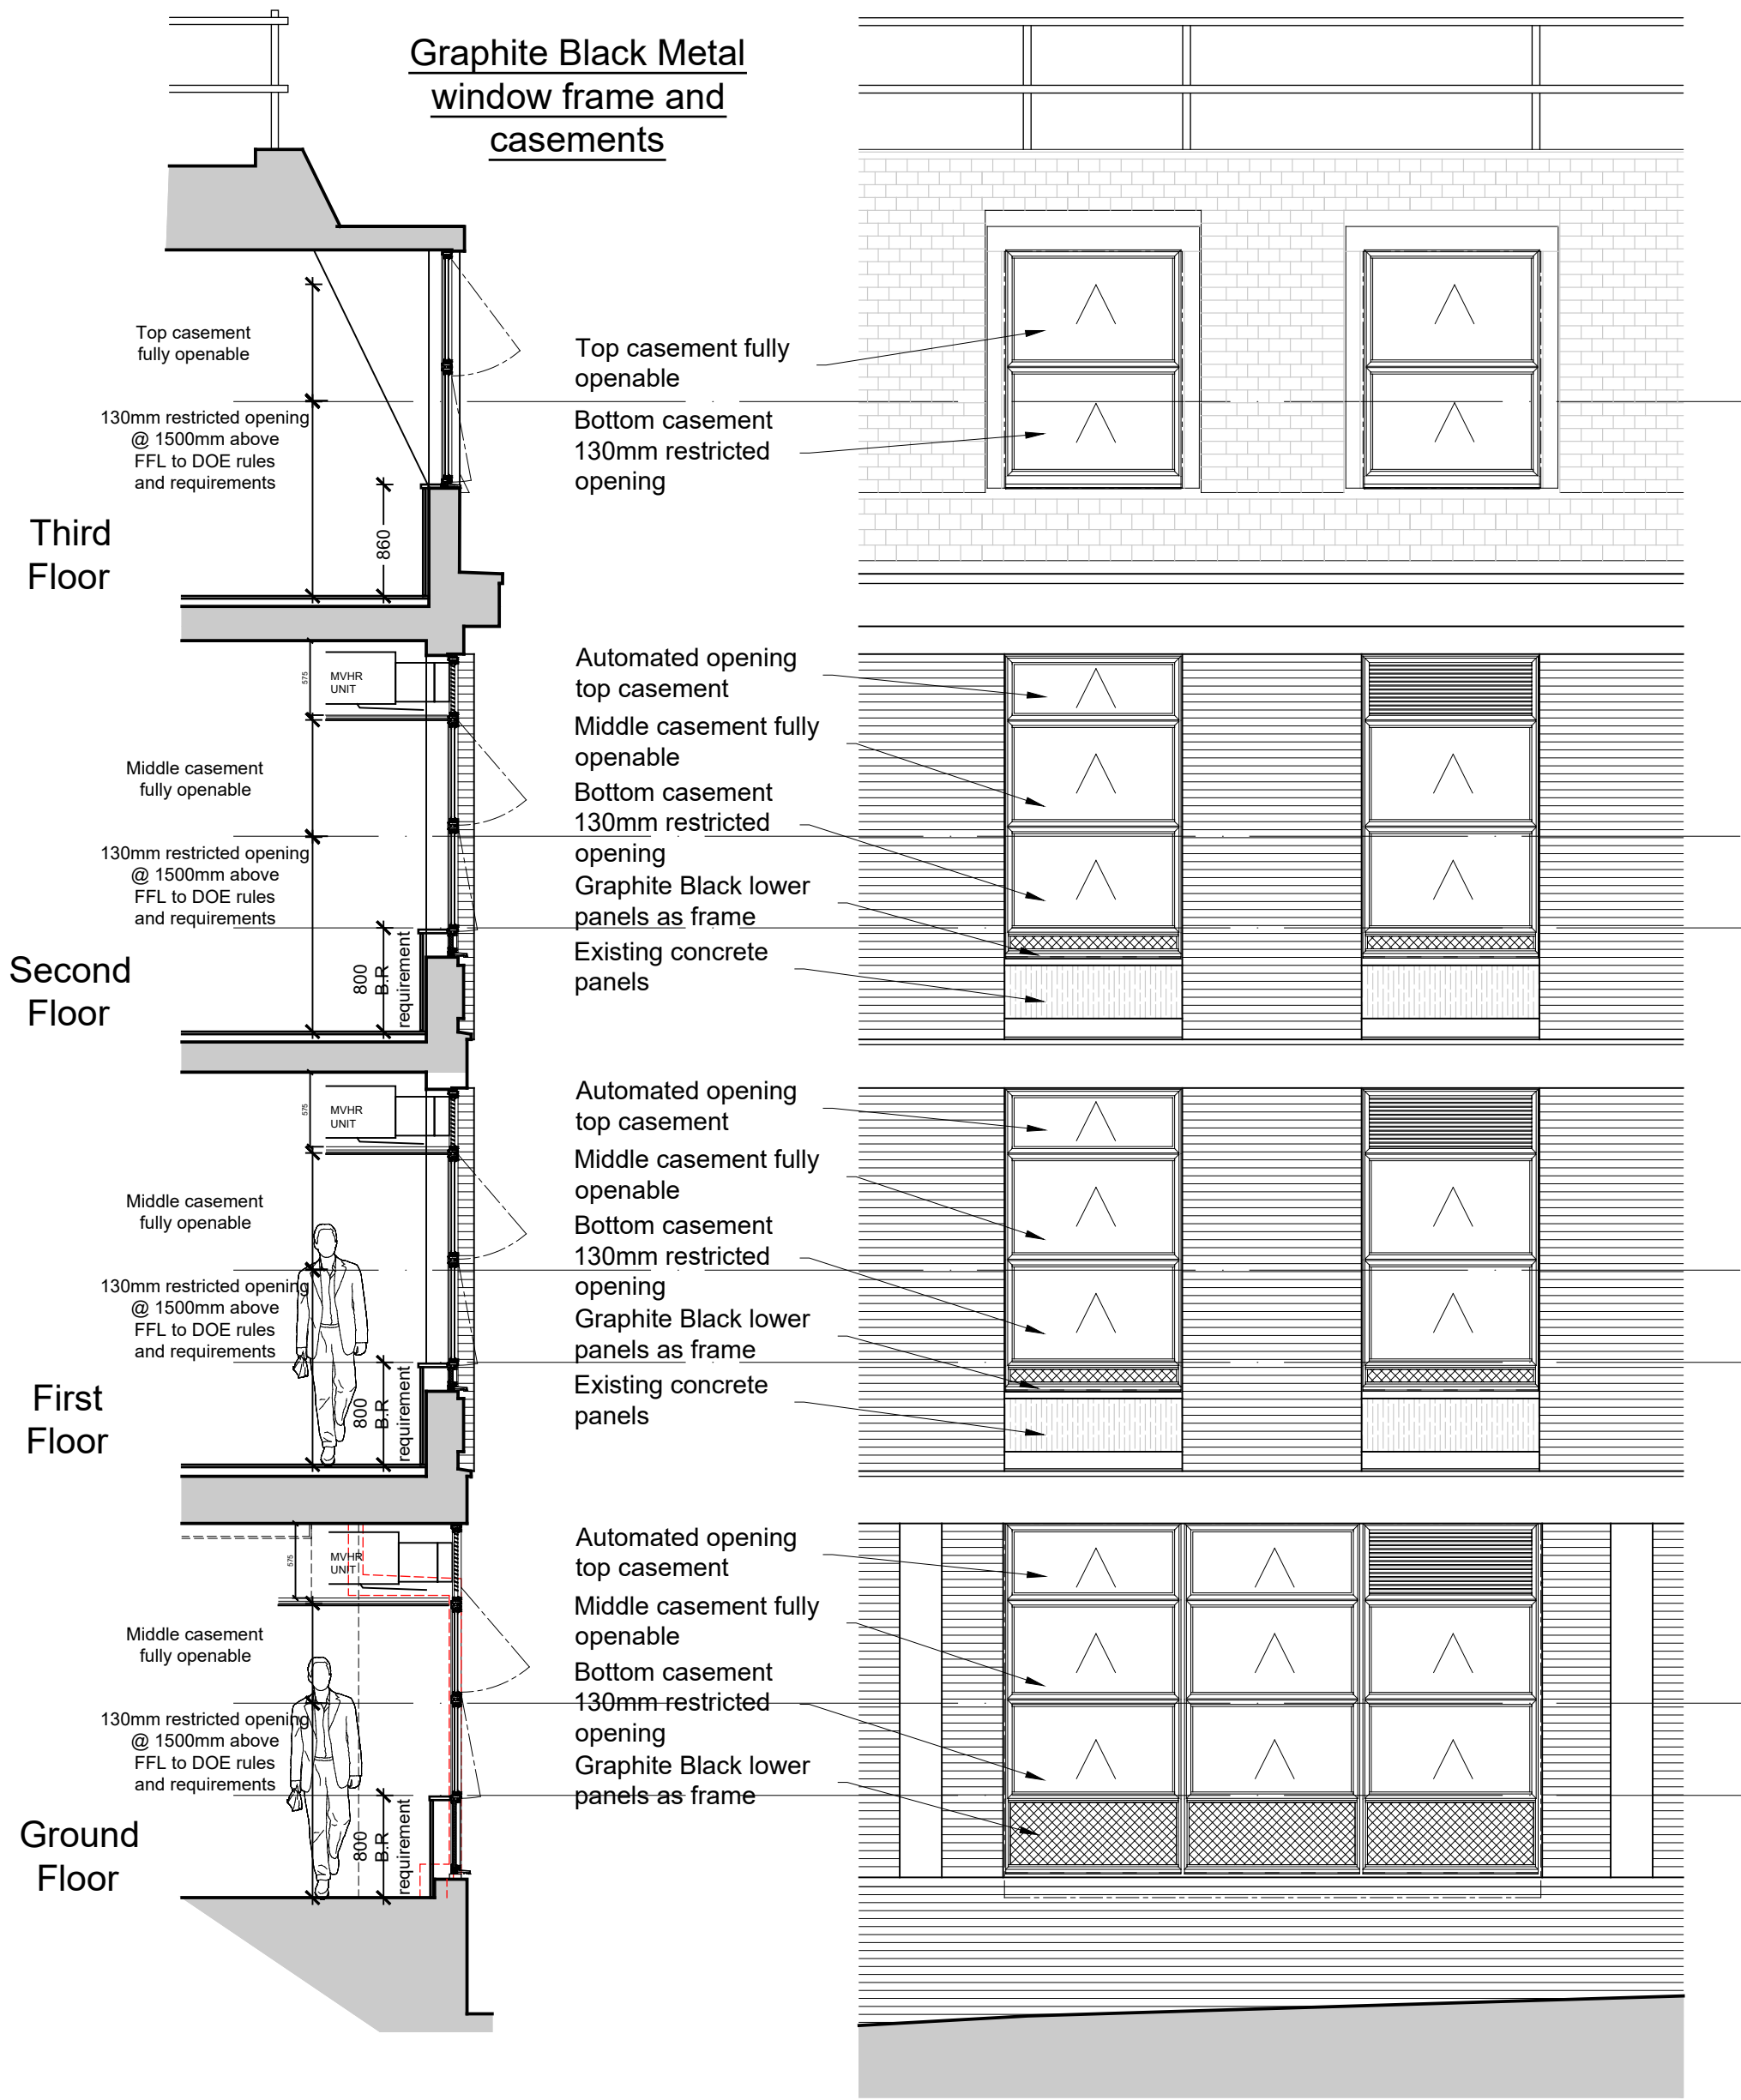 Graphite Black Metal
window frame and
casements
Top casement
fully openable
130mm restricted opening
@ 1500mm above
FFL to DOE rules
and requirements
Third
Floor
860
Top casement fully
openable
Bottom casement
130mm restricted
opening
575
MVHR
UNIT
Middle casement
fully openable
130mm restricted opening
@ 1500mm above
FFL to DOE rules
and requirements
Second
Floor
800
B.R
requirement
Automated opening
top casement
Middle casement fully
openable
Bottom casement
130mm restricted
opening
Graphite Black lower
panels as frame
Existing concrete
panels
575
MVHR
UNIT
Middle casement
fully openable
130mm restricted opening
@ 1500mm above
FFL to DOE rules
and requirements
First
Floor
800
B.R
requirement
Automated opening
top casement
Middle casement fully
openable
Bottom casement
130mm restricted
opening
Graphite Black lower
panels as frame
Existing concrete
panels
575
MVHR
UNIT
Middle casement
fully openable
130mm restricted opening
@ 1500mm above
FFL to DOE rules
and requirements
Ground
Floor
800
B.R
requirement
Automated opening
top casement
Middle casement fully
openable
Bottom casement
130mm restricted
opening
Graphite Black lower
panels as frame